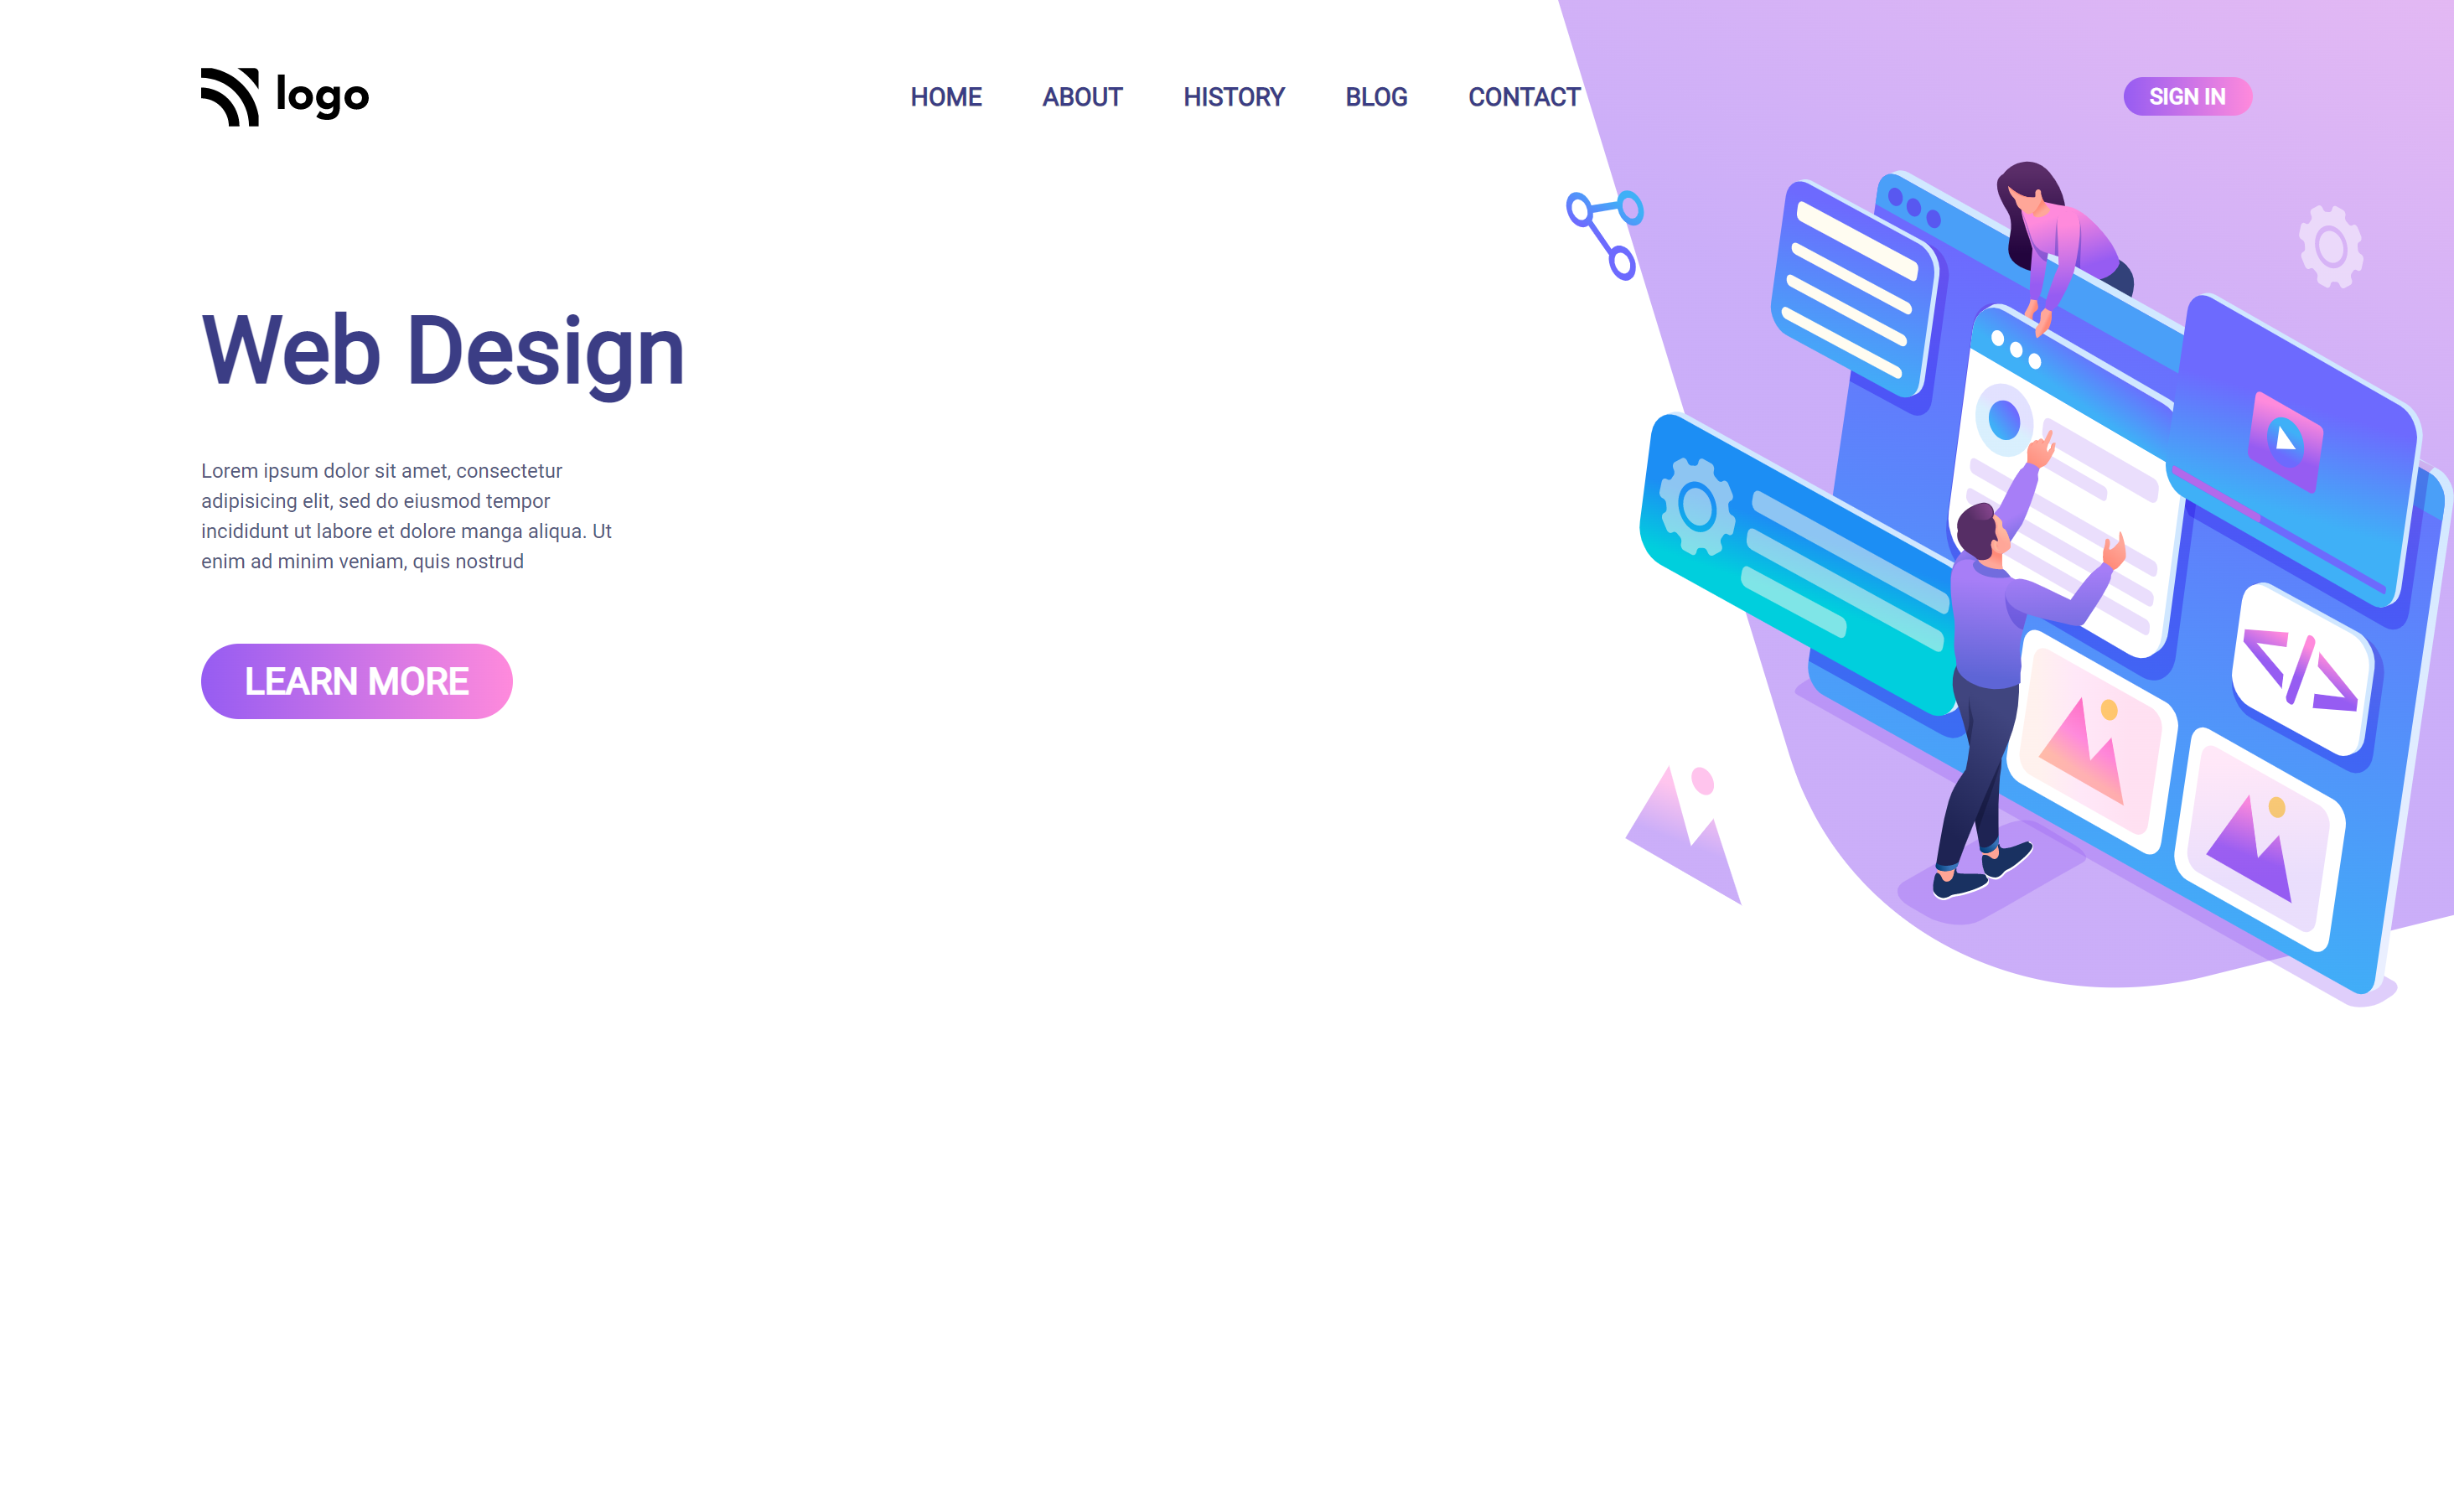 logo
HOME ABOUT HISTORY BLOG CONTACT
SIGN IN
Web Design
Lorem ipsum dolor sit amet, consectetur
adipisicing elit, sed do eiusmod tempor
incididunt ut labore et dolore manga aliqua. Ut
enim ad minim veniam, quis nostrud
LEARN MORE